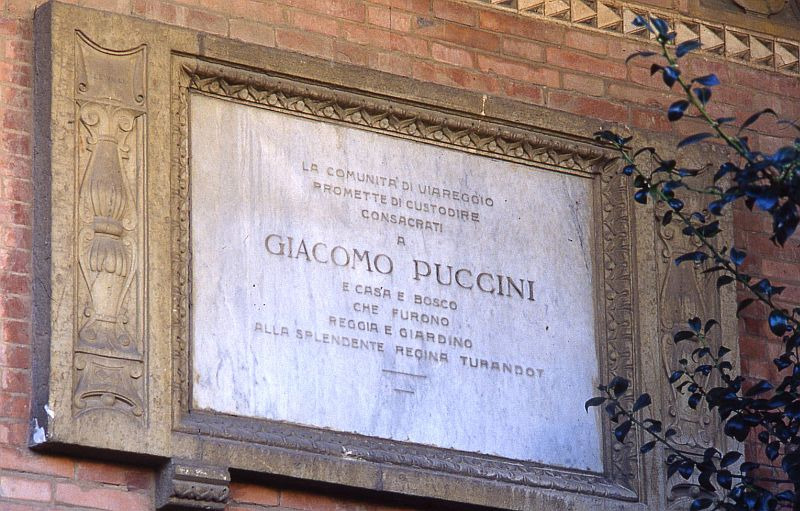 LA COMUNITÀ DI VIAREGGIO
PROMETTE DI CUSTODIRE
CONSACRATI
A
GIACOMO PUCCINI
E CASA E BOSCO
CHE FURONO
REGGIA E GIARDINO
ALLA SPLENDENTE REGINA TURANDOT